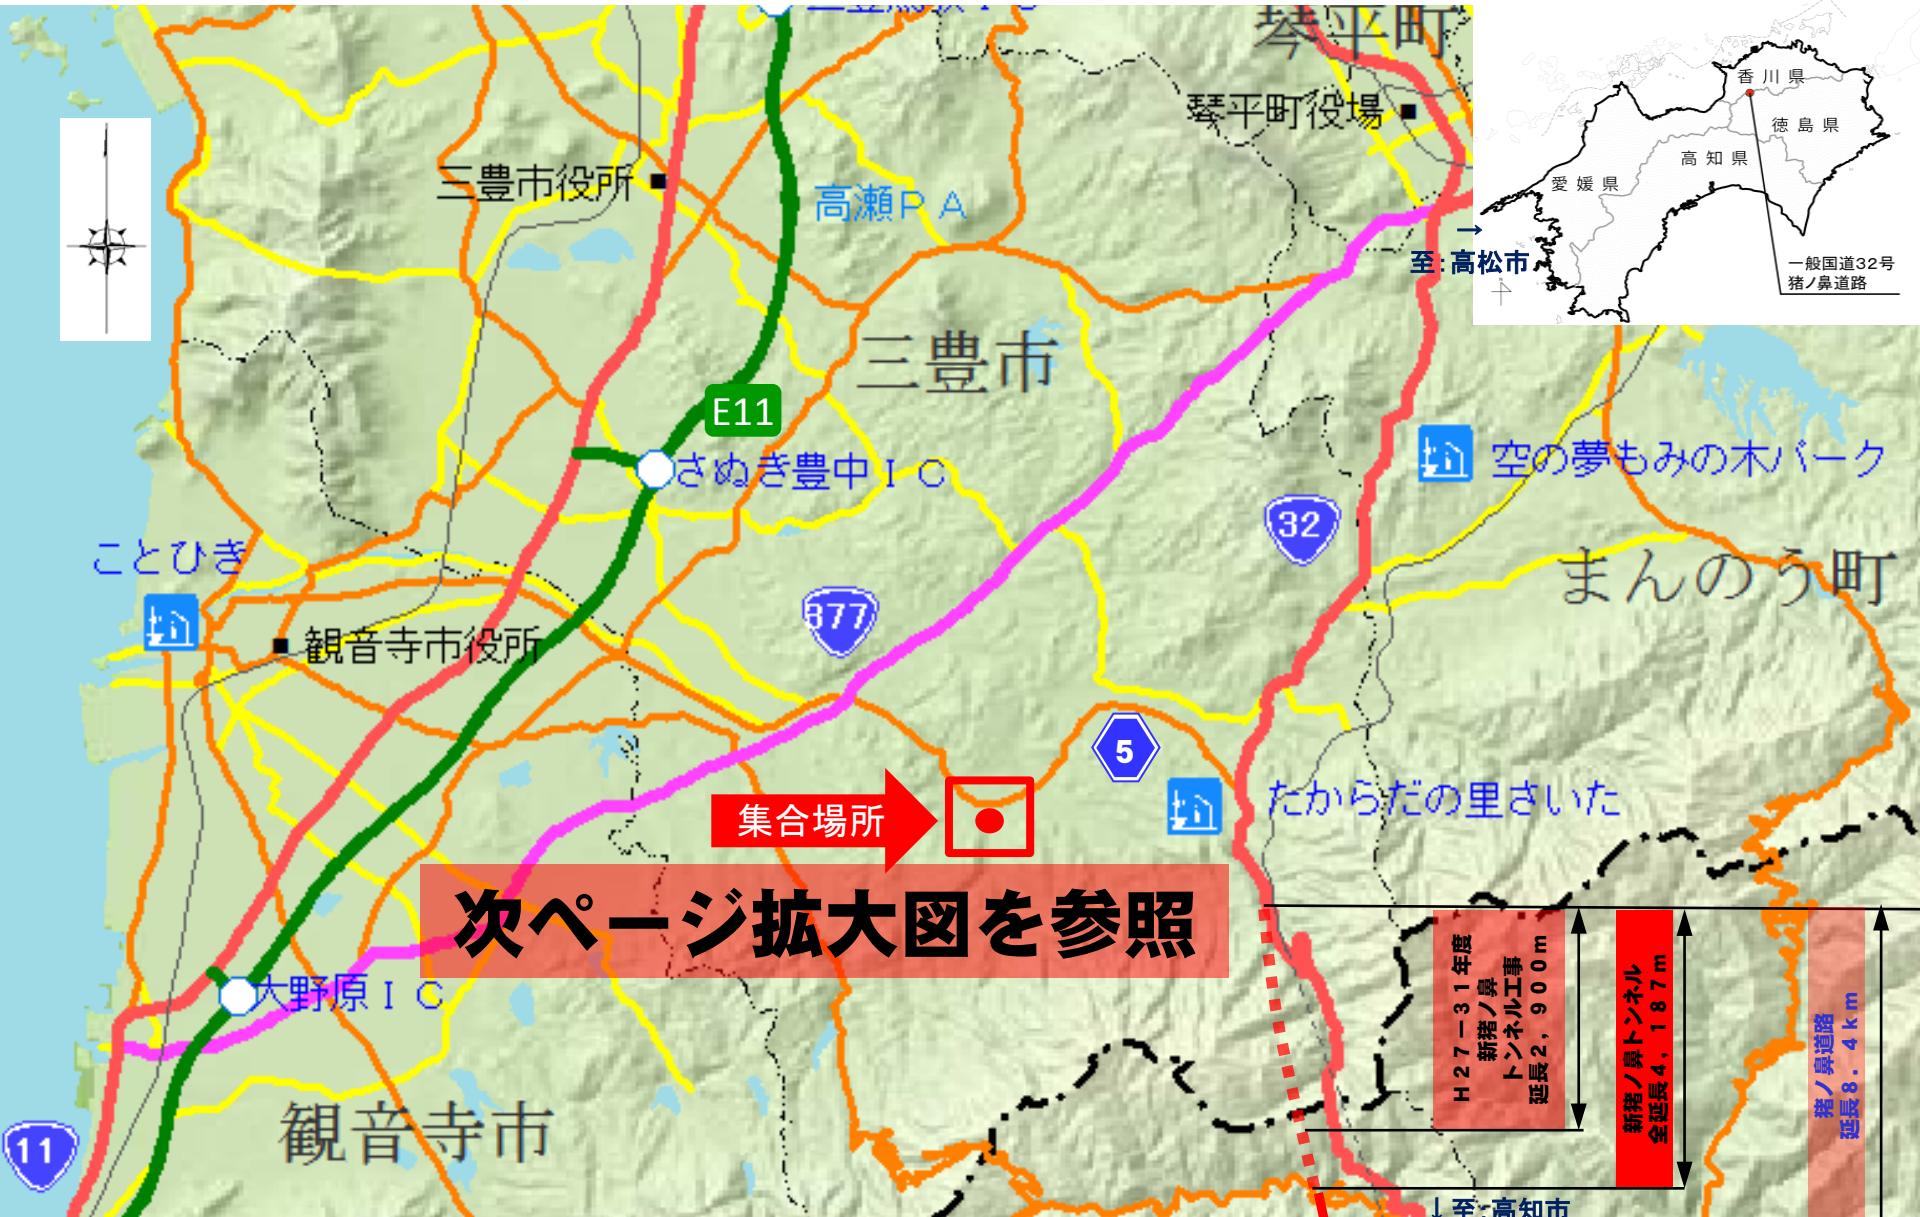 琴平町
琴平町役場
三豊市役所
高瀬PA
→
至:高松市
香川県
徳島県
高知県
愛媛県
一般国道32号
猪ノ鼻道路
三豊市
E11
さぬき豊中IC
空の夢もみの木パーク
32
ことひき
まんのう町
377
観音寺市役所
5
たからだの里さいた
集合場所
次ページ拡大図を参照
大野原IC
H27-31年度
新猪ノ鼻
トンネル工事
延長2,900m
新猪ノ鼻トンネル
全延長4,187m
猪ノ鼻道路
延長8.4km
観音寺市
11
↓至:高知市